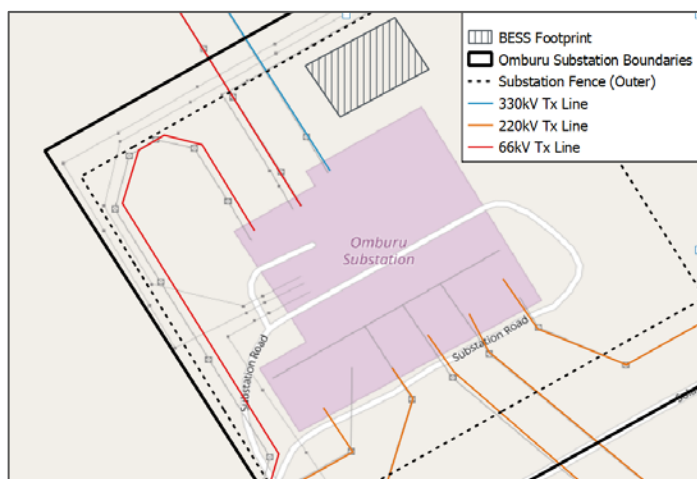 BESS Footprint
Omburu Substation Boundaries
Substation Fence (Outer)
330kV Tx Line
220kV Tx Line
66kV Tx Line
Omburu
Substation
Substation Road
Substation Road